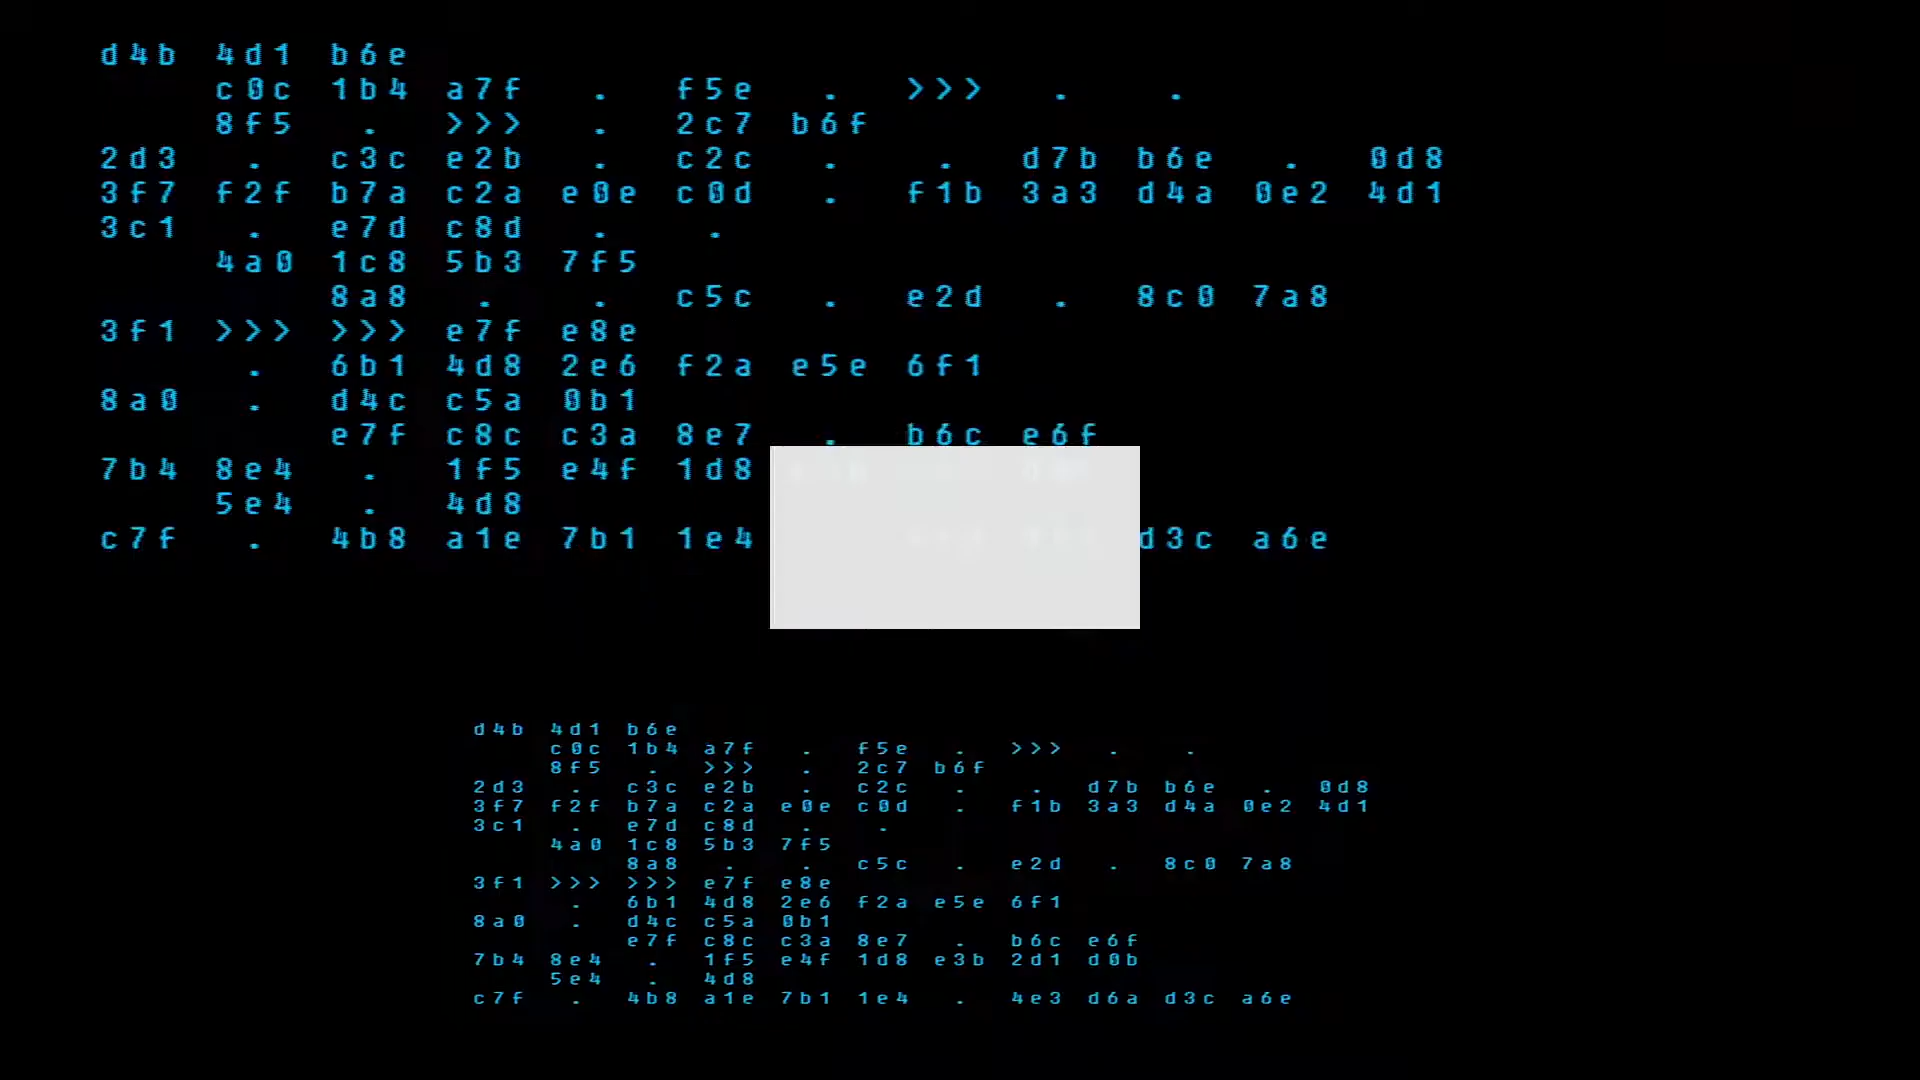 d4b 4d1 b6e
c0c 1b4 a7f . f5e . >>> . .
8f5 . >>> . 2c7 b6f
2d3 . c3c e2b . c2c . . d7b b6e . 0d8
3f7 f2f b7a c2a e0e c0d . f1b 3a3 d4a 0e2 4d1
3c1 . e7d c8d . .
4a0 1c8 5b3 7f5
8a8 . . c5c . e2d . 8c0 7a8
3f1 >>> >>> e7f e8e
. 6b1 4d8 2e6 f2a e5e 6f1
8a0 . d4c c5a 0b1
e7f c8c c3a 8e7 . b6c e6f
7b4 8e4 . 1f5 e4f 1d8
5e4 . 4d8
c7f . 4b8 a1e 7b1 1e4 d3c a6e
d4b 4d1 b6e
c0c 1b4 a7f . f5e . >>> . .
8f5 . >>> . 2c7 b6f
2d3 . c3c e2b . c2c . . d7b b6e . 0d8
3f7 f2f b7a c2a e0e c0d . f1b 3a3 d4a 0e2 4d1
3c1 . e7d c8d . .
4a0 1c8 5b3 7f5
8a8 . . c5c . e2d . 8c0 7a8
3f1 >>> >>> e7f e8e
. 6b1 4d8 2e6 f2a e5e 6f1
8a0 . d4c c5a 0b1
e7f c8c c3a 8e7 . b6c e6f
7b4 8e4 . 1f5 e4f 1d8 e3b 2d1 d0b
5e4 . 4d8
c7f . 4b8 a1e 7b1 1e4 . 4e3 d6a d3c a6e